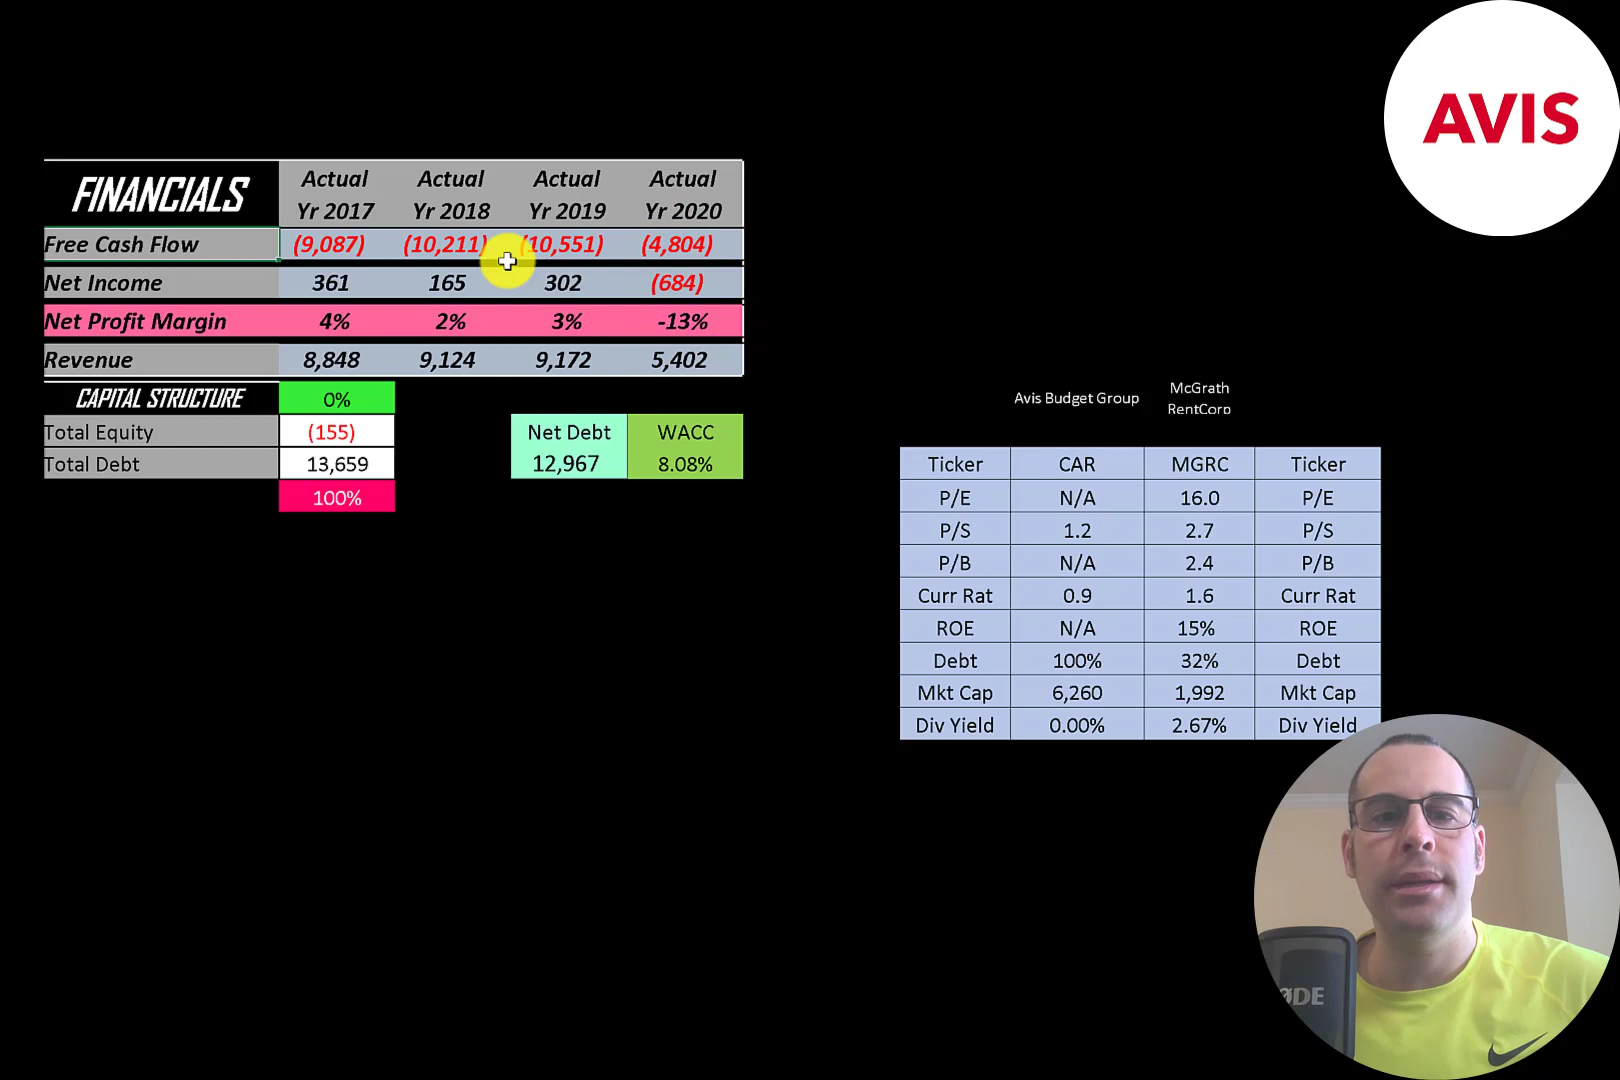 AVIS
FINANCIALS
Actual Yr 2017
Actual Yr 2018
Actual Yr 2019
Actual Yr 2020
Free Cash Flow (9,087) (10,211) (10,551) (4,804)
Net Income 361 165 302 (684)
Net Profit Margin 4% 2% 3% -13%
Revenue 8,848 9,124 9,172 5,402
CAPITAL STRUCTURE 0%
Total Equity (155)
Total Debt 13,659
100%
Net Debt WACC
12,967 8.08%
Avis Budget Group
McGrath
RentCorp
Ticker CAR MGRC Ticker
P/E N/A 16.0 P/E
P/S 1.2 2.7 P/S
P/B N/A 2.4 P/B
Curr Rat 0.9 1.6 Curr Rat
ROE N/A 15% ROE
Debt 100% 32% Debt
Mkt Cap 6,260 1,992 Mkt Cap
Div Yield 0.00% 2.67% Div Yield
RØDE